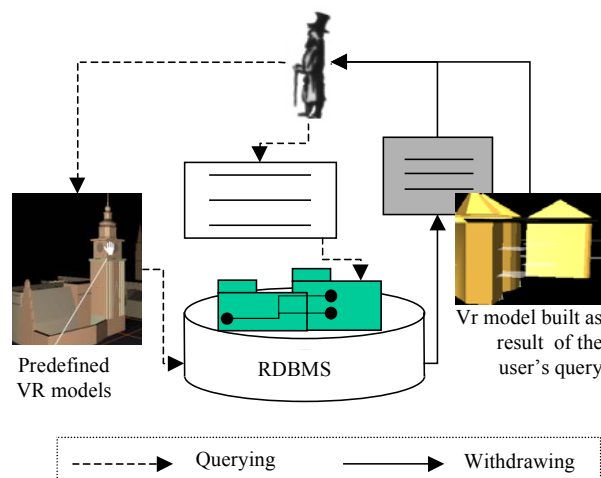 Predefined
VR models
RDBMS
Vr model built as
result of the
user's query
Querying
Withdrawing